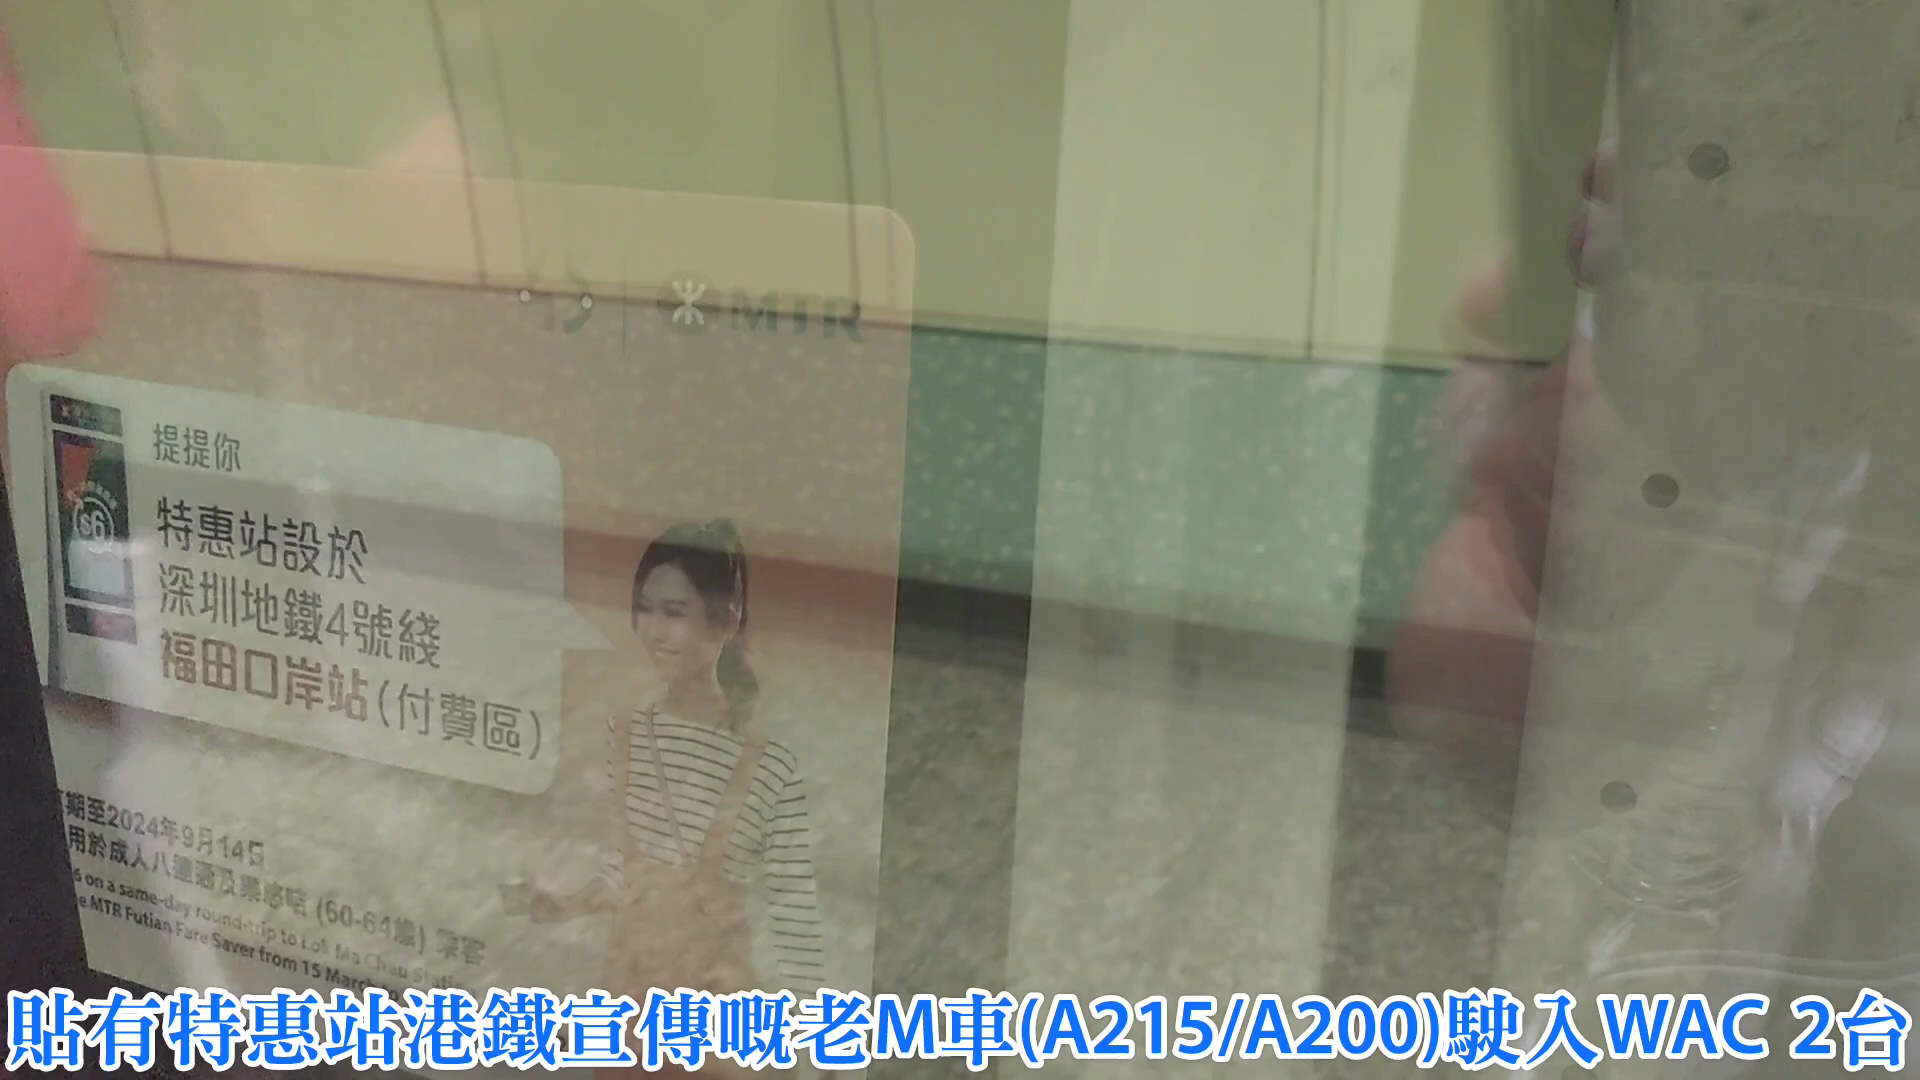 MTR
提提你
$6
特惠站設於
深圳地鐵4號綫
福田口岸站(付費區)
期至2024年9月14日
用於成人八達通及樂悠咭 (60-64歲) 乘客
on a same-day round-trip to Lok Ma Chau
MTR Futian Fare Saver from 15 March
貼有特惠站港鐵宣傳嘅老M車(A215/A200)駛入WAC 2台